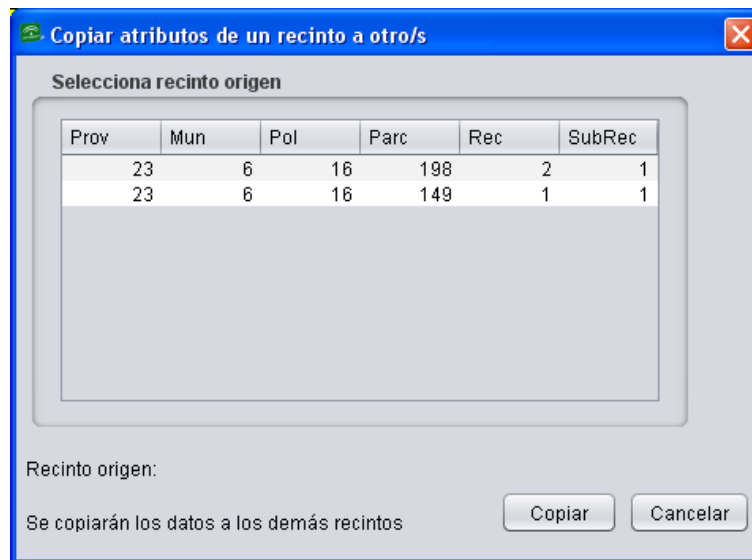 Copiar atributos de un recinto a otro/s
Selecciona recinto origen
Prov Mun Pol Parc Rec SubRec
23 6 16 198 2 1
23 6 16 149 1 1
Recinto origen:
Se copiarán los datos a los demás recintos
Copiar Cancelar